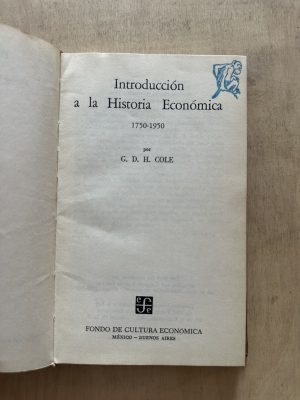 Introducción
a la Historia Económica
1750-1950
por
G. D. H. COLE
FONDO DE CULTURA ECONOMICA
MÉXICO – BUENOS AIRES